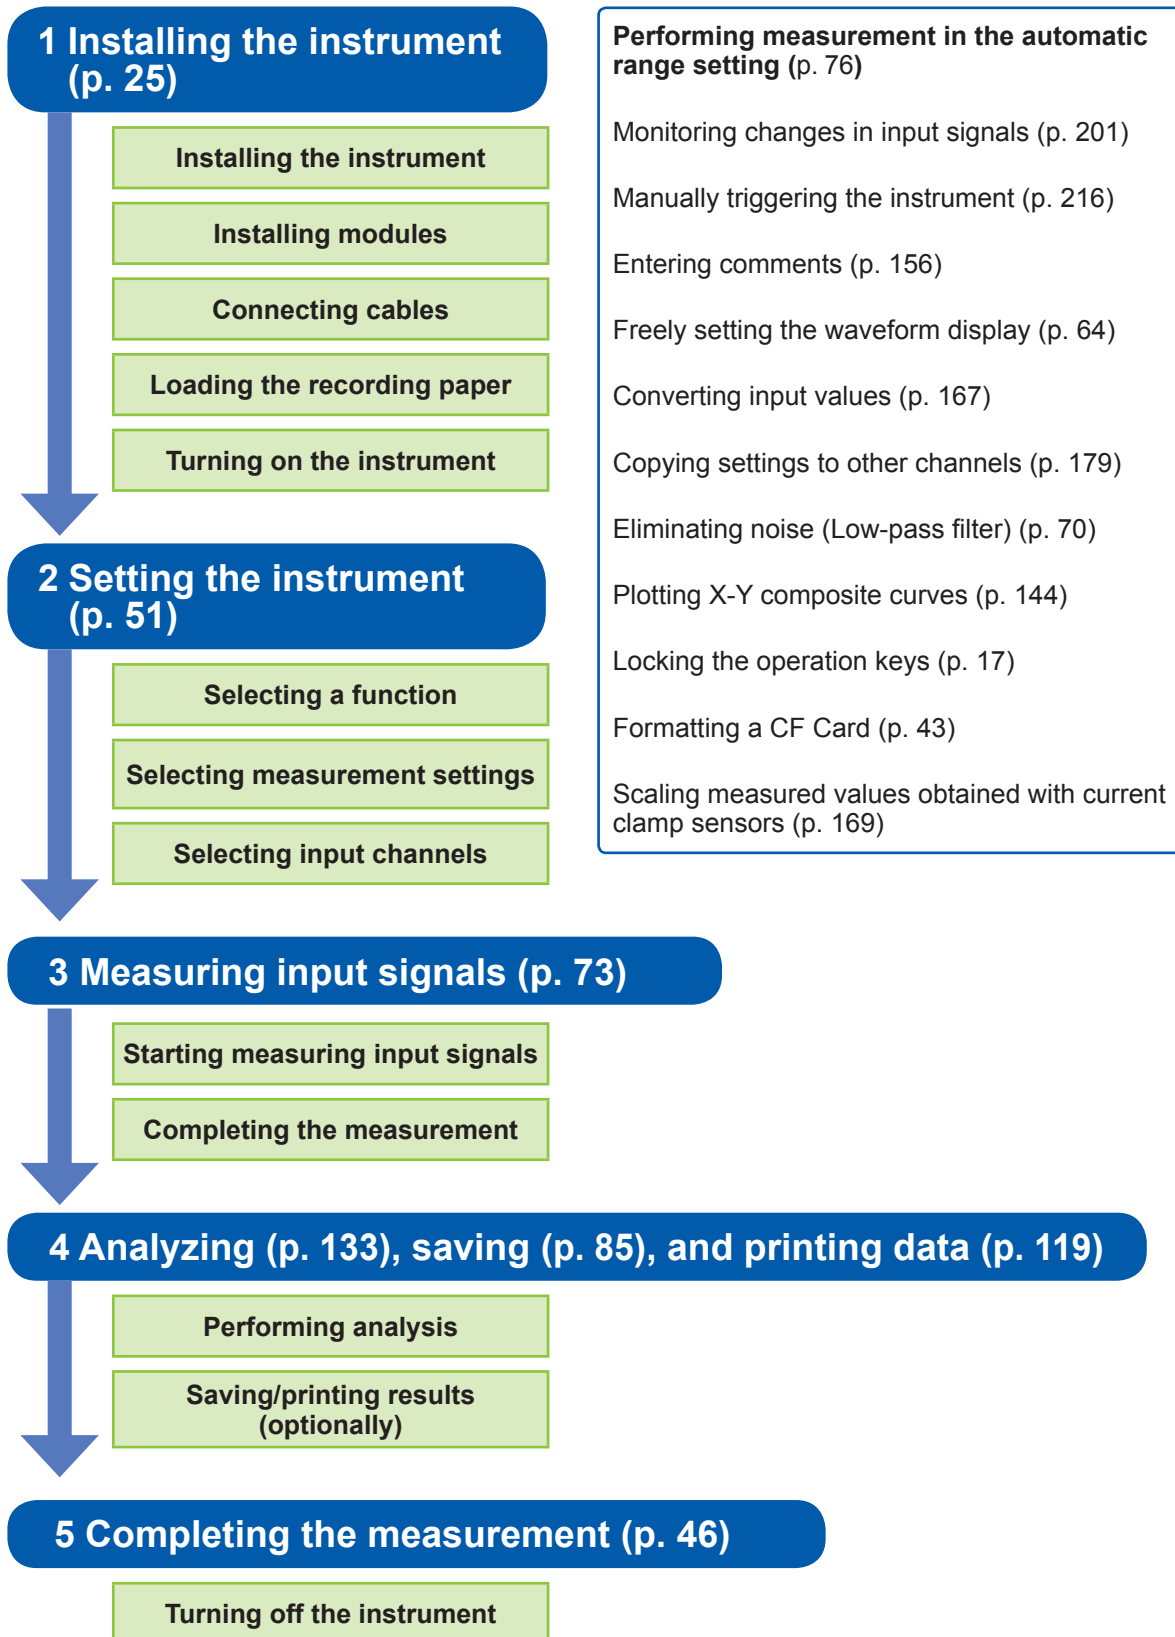 1 Installing the instrument
(p. 25)
Installing the instrument
Installing modules
Connecting cables
Loading the recording paper
Turning on the instrument
2 Setting the instrument
(p. 51)
Selecting a function
Selecting measurement settings
Selecting input channels
3 Measuring input signals (p. 73)
Starting measuring input signals
Completing the measurement
4 Analyzing (p. 133), saving (p. 85), and printing data (p. 119)
Performing analysis
Saving/printing results
(optionally)
5 Completing the measurement (p. 46)
Turning off the instrument
Performing measurement in the automatic
range setting (p. 76)
Monitoring changes in input signals (p. 201)
Manually triggering the instrument (p. 216)
Entering comments (p. 156)
Freely setting the waveform display (p. 64)
Converting input values (p. 167)
Copying settings to other channels (p. 179)
Eliminating noise (Low-pass filter) (p. 70)
Plotting X-Y composite curves (p. 144)
Locking the operation keys (p. 17)
Formatting a CF Card (p. 43)
Scaling measured values obtained with current
clamp sensors (p. 169)